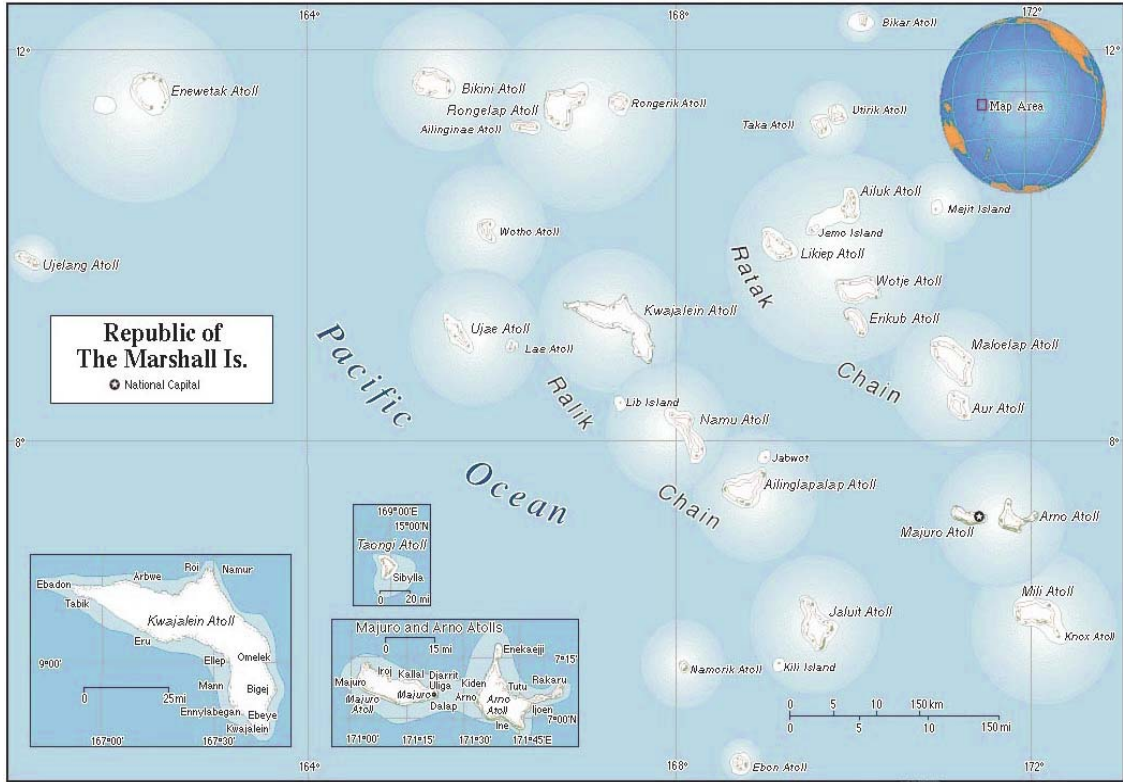 164°
168°
172°
Bikar Atoll
12°
12°
Enewetak Atoll
Bikini Atoll
Rongelap Atoll
Rongerik Atoll
Ailinginae Atoll
Utirik Atoll
Taka Atoll
Map Area
Ailuk Atoll
Mejit Island
Jemo Island
Wotho Atoll
Likiep Atoll
Ujelang Atoll
Wotje Atoll
Ratak
Chain
Kwajalein Atoll
Erikub Atoll
Republic of
The Marshall Is.
National Capital
Ujae Atoll
Lae Atoll
Maloelap Atoll
Pacific
Ocean
Ralik
Chain
Lib Island
Namu Atoll
Aur Atoll
8°
8°
Jabwot
Ailinglapalap Atoll
Majuro Atoll
Arno Atoll
169°00'E
15°00'N
Taongi Atoll
Sibylla
0 20 mi
Mili Atoll
Knox Atoll
Jaluit Atoll
Kili Island
Namorik Atoll
Ebon Atoll
Roi
Namur
Arbwe
Ebadon
Tabik
Kwajalein Atoll
Eru
Ellep
Omelek
9°00'
Mann
Bigej
0 25 mi
Ennylabegan
Ebeye
Kwajalein
167°00'
167°30'
Majuro and Arno Atolls
0 15 mi
Enekaejji
7°15'
Iroj
Kallal
Djarrit
Majuro
Uliga
Kiden
Tutu
Rakaru
Majuro
Atoll
Majuro
Arno
Arno
Atoll
Dalap
Ijoen
Ine
7°00'N
171°00'
171°15'
171°30'
171°45'E
0 5 10 150 km
0 5 10 150 mi
164°
168°
172°